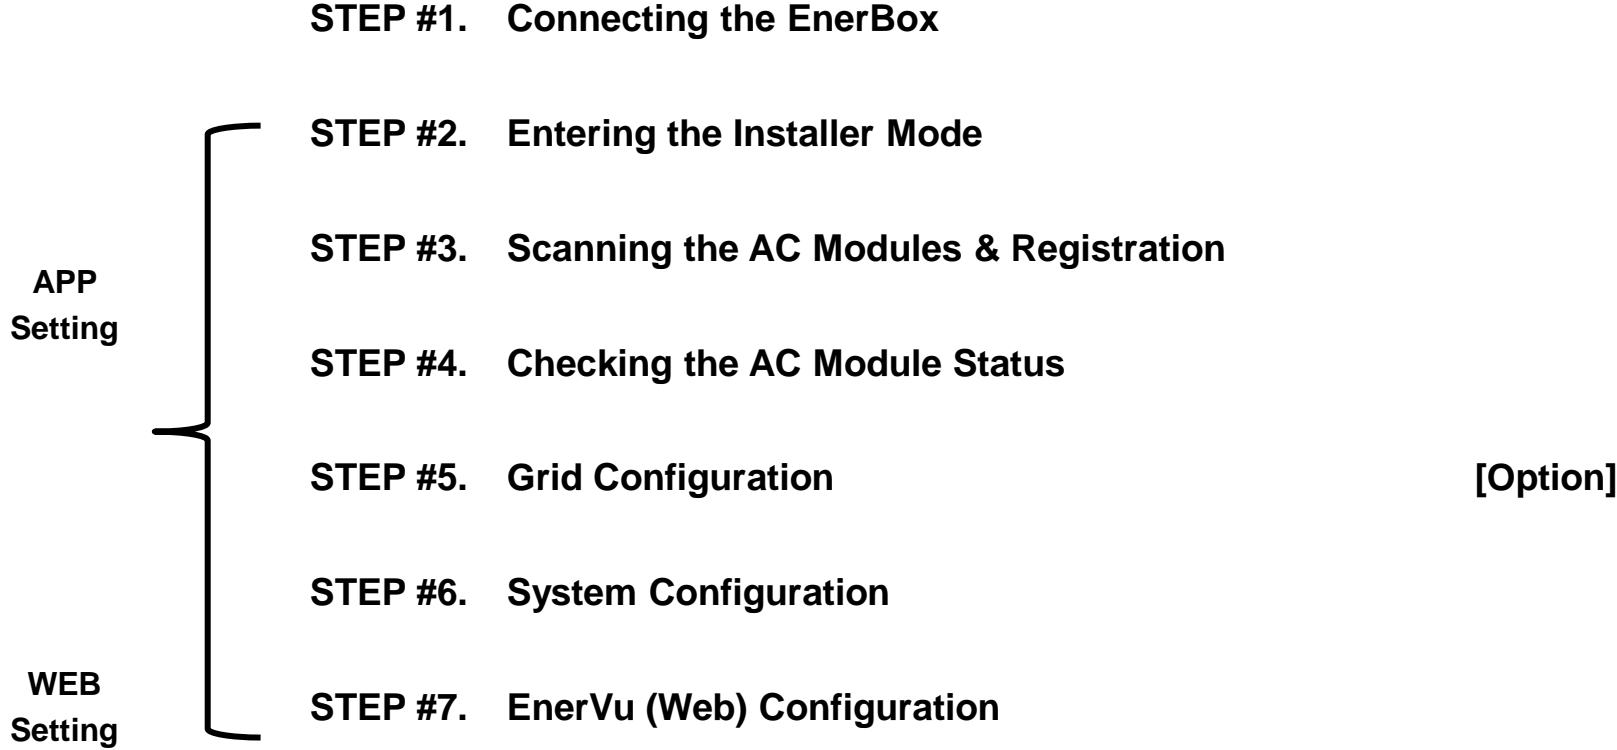 STEP #1. Connecting the EnerBox
STEP #2. Entering the Installer Mode
STEP #3. Scanning the AC Modules & Registration
APP
Setting
STEP #4. Checking the AC Module Status
STEP #5. Grid Configuration [Option]
STEP #6. System Configuration
WEB
Setting
STEP #7. EnerVu (Web) Configuration